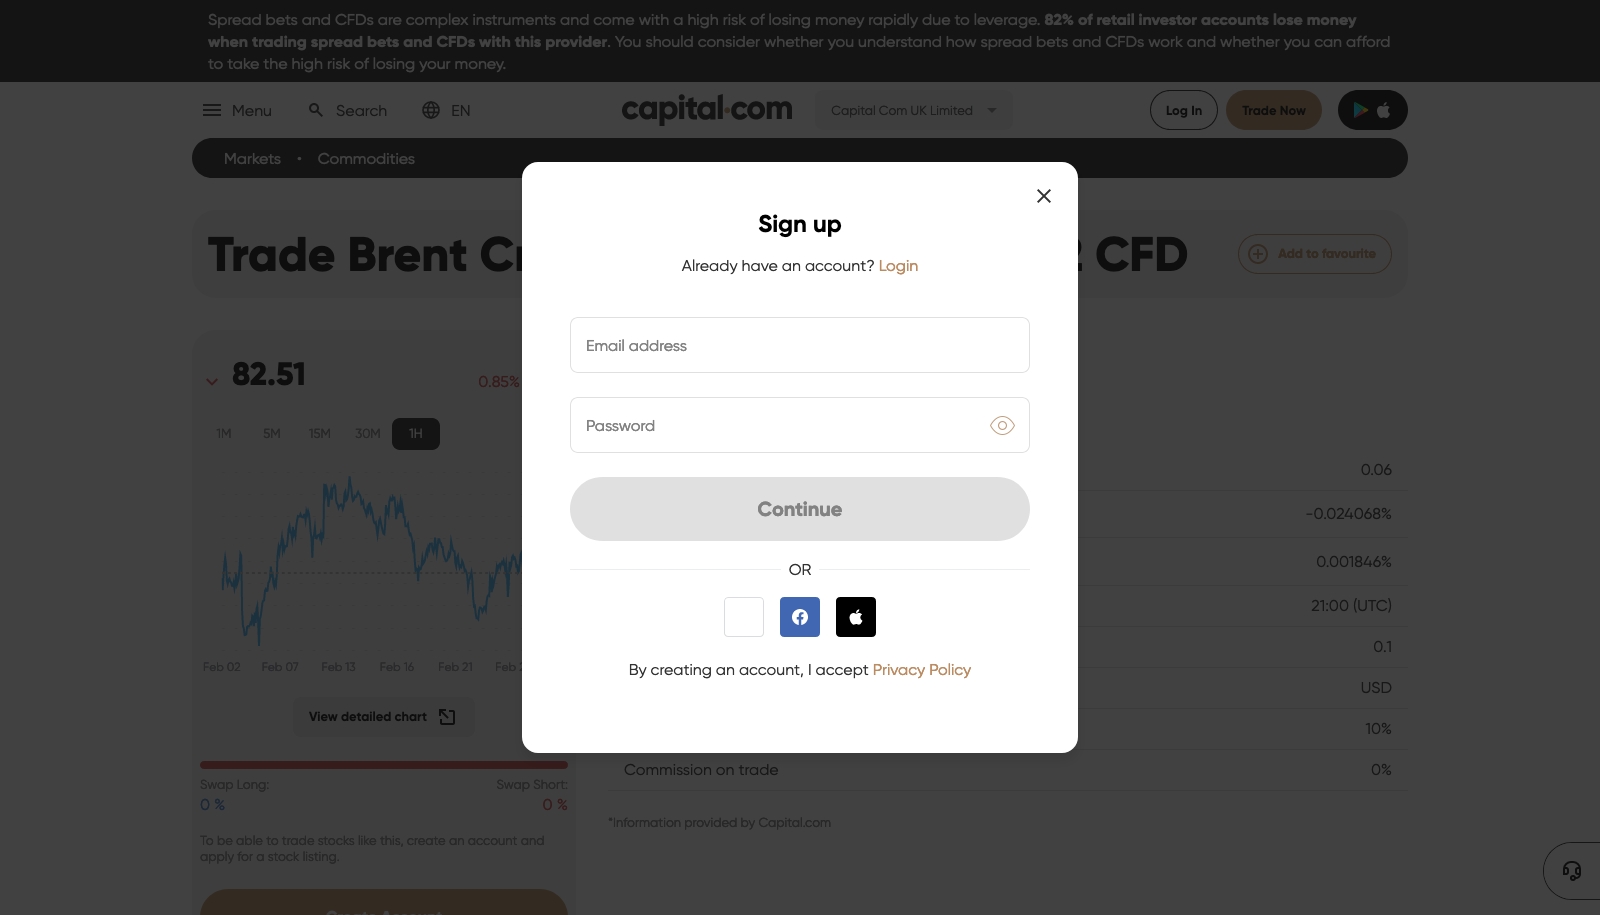 Spread bets and CFDs are complex instruments and come with a high risk of losing money rapidly due to leverage. 82% of retail investor accounts lose money
when trading spread bets and CFDs with this provider. You should consider whether you understand how spread bets and CFDs work and whether you can afford
to take the high risk of losing your money.
Menu Search EN capital.com Capital Com UK Limited Log In Trade Now
Markets • Commodities
Trade Brent CFD Add to favourite
Sign up
Already have an account? Login
Email address
Password
Continue
OR
By creating an account, I accept Privacy Policy
82.51 0.85%
1M 5M 15M 30M 1H
Feb 02 Feb 07 Feb 13 Feb 16 Feb 21 Feb
View detailed chart
Swap Long: Swap Short:
0 % 0 %
To be able to trade stocks like this, create an account and
apply for a stock listing.
Create Account
0.06
-0.024068%
0.001846%
21:00 (UTC)
0.1
USD
10%
Commission on trade 0%
*Information provided by Capital.com